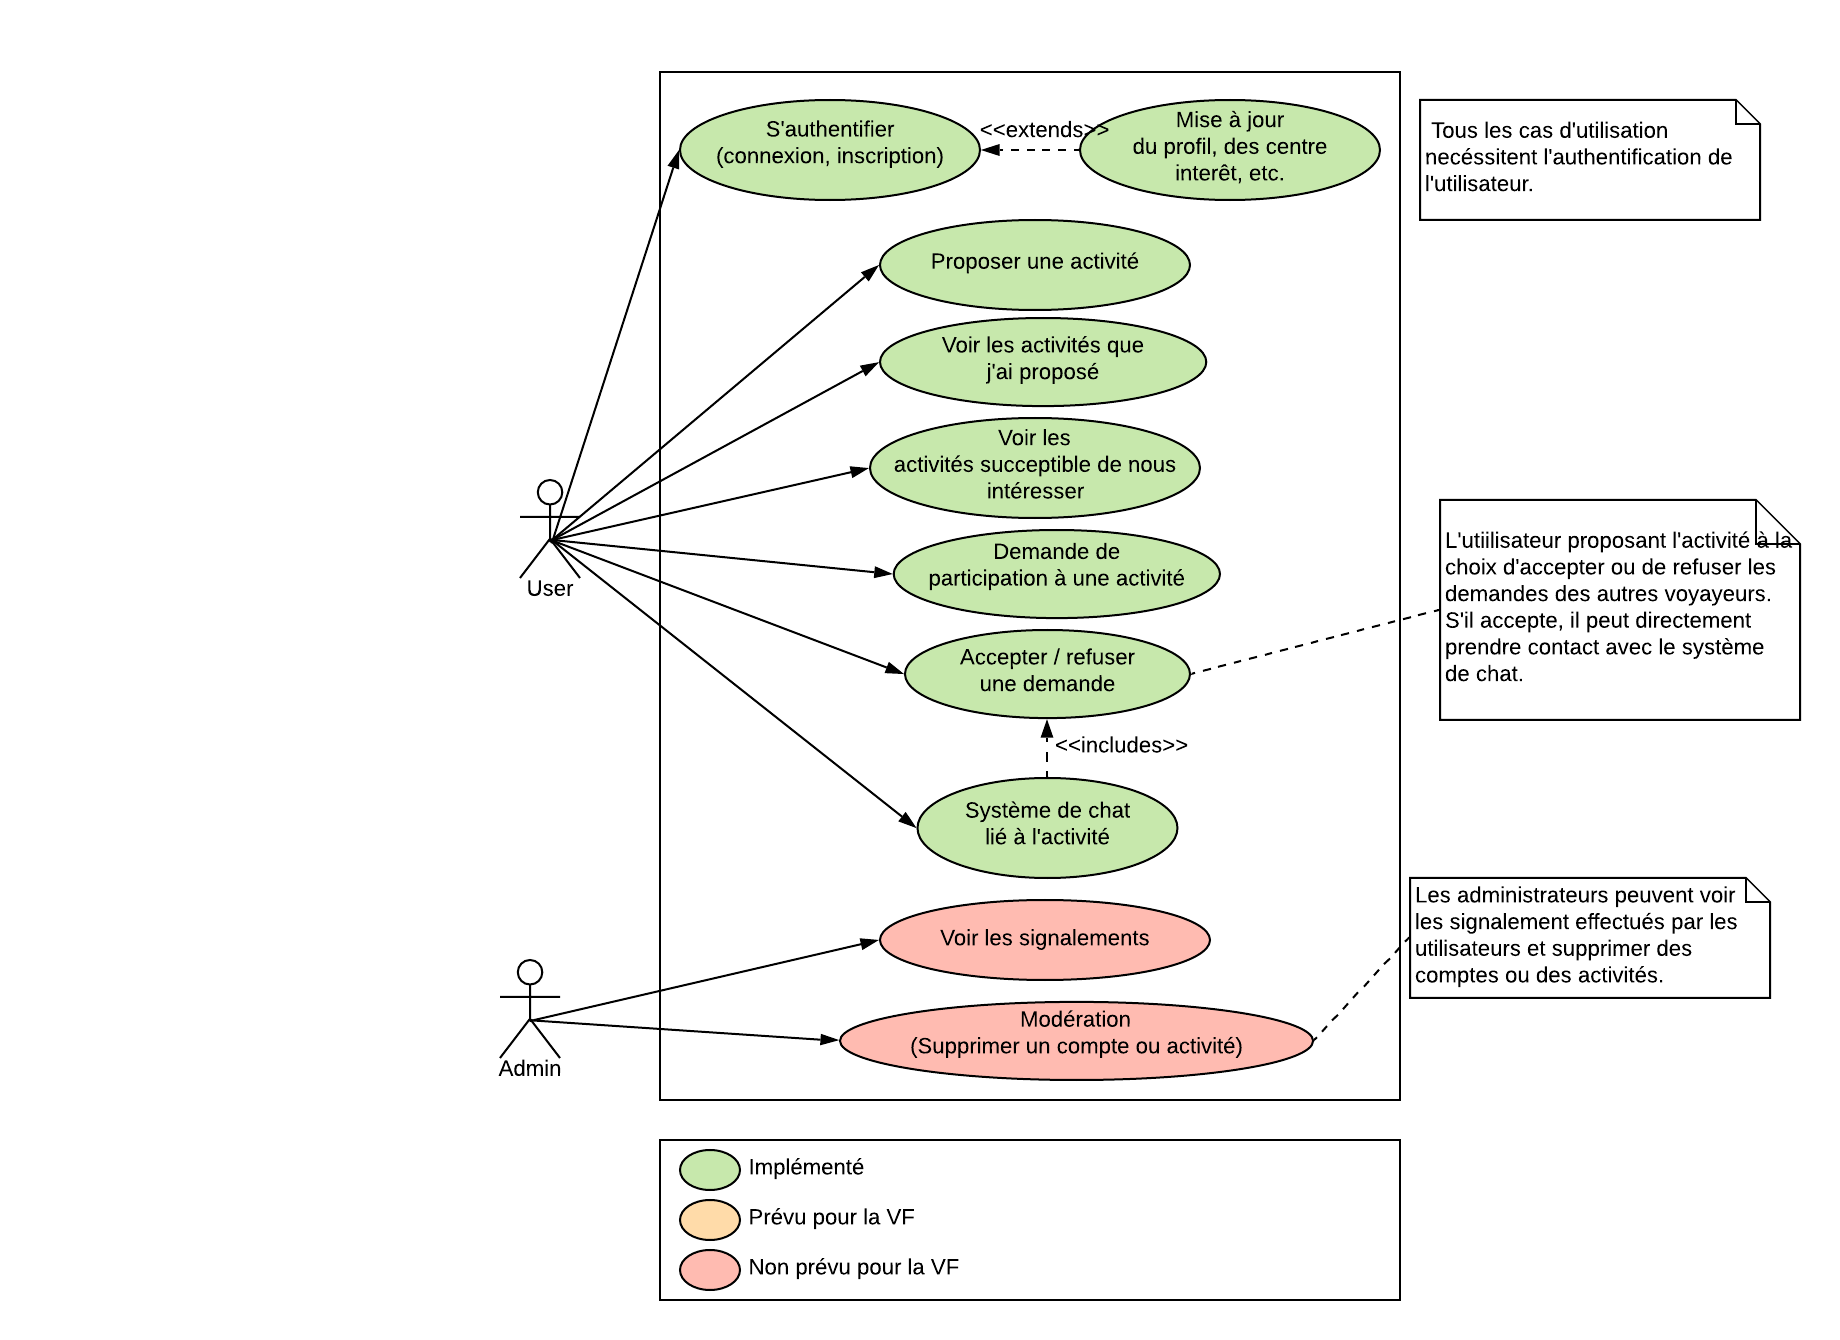 S'authentifier
(connexion, inscription)
<<extends>>
Mise à jour
du profil, des centre
interêt, etc.
Tous les cas d'utilisation
necéssitent l'authentification de
l'utilisateur.
Proposer une activité
Voir les activités que
j'ai proposé
Voir les
activités succeptible de nous
intéresser
User
Demande de
participation à une activité
L'utiilisateur proposant l'activité à la
choix d'accepter ou de refuser les
demandes des autres voyayeurs.
S'il accepte, il peut directement
prendre contact avec le système
de chat.
Accepter / refuser
une demande
<<includes>>
Système de chat
lié à l'activité
Les administrateurs peuvent voir
les signalement effectués par les
utilisateurs et supprimer des
comptes ou des activités.
Voir les signalements
Admin
Modération
(Supprimer un compte ou activité)
Implémenté
Prévu pour la VF
Non prévu pour la VF